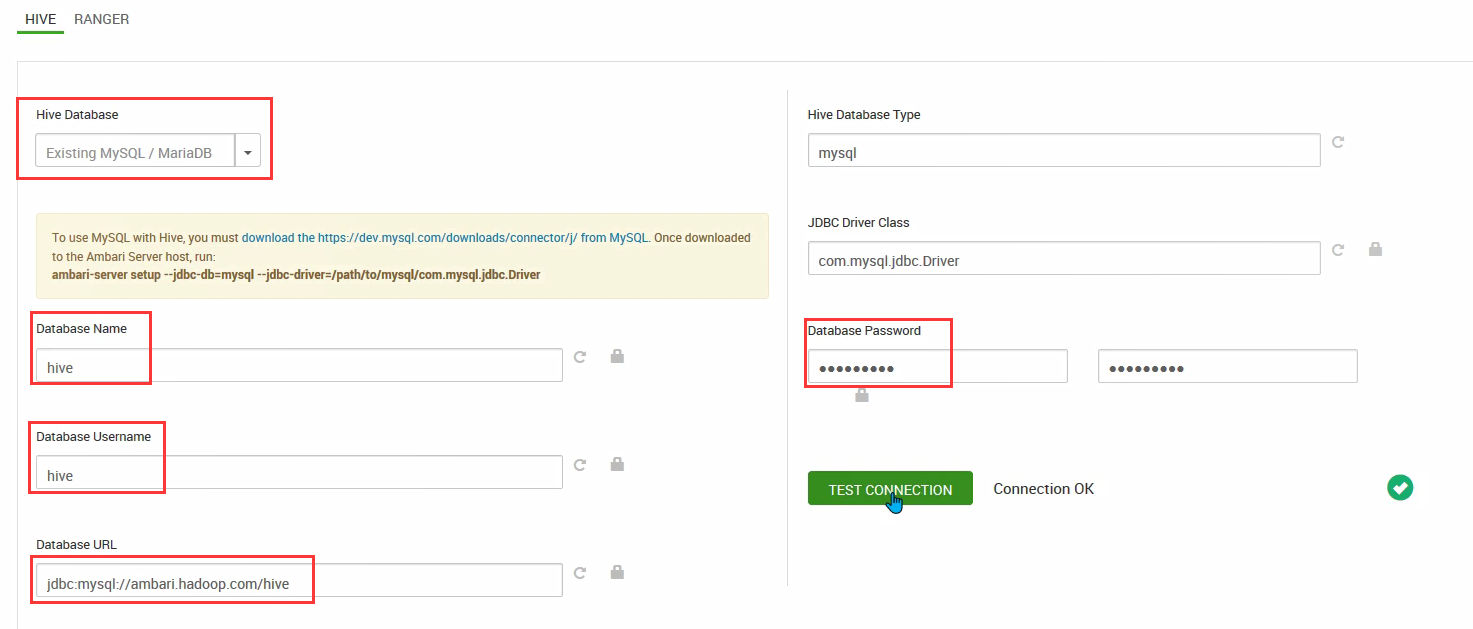 HIVE RANGER
Hive Database
Existing MySQL / MariaDB
To use MySQL with Hive, you must download the https://dev.mysql.com/downloads/connector/j/ from MySQL. Once downloaded
to the Ambari Server host, run:
ambari-server setup --jdbc-db=mysql --jdbc-driver=/path/to/mysql/com.mysql.jdbc.Driver
Database Name
hive
Database Username
hive
Database URL
jdbc:mysql://ambari.hadoop.com/hive
Hive Database Type
mysql
JDBC Driver Class
com.mysql.jdbc.Driver
Database Password
●●●●●●●●● ●●●●●●●●●
TEST CONNECTION Connection OK